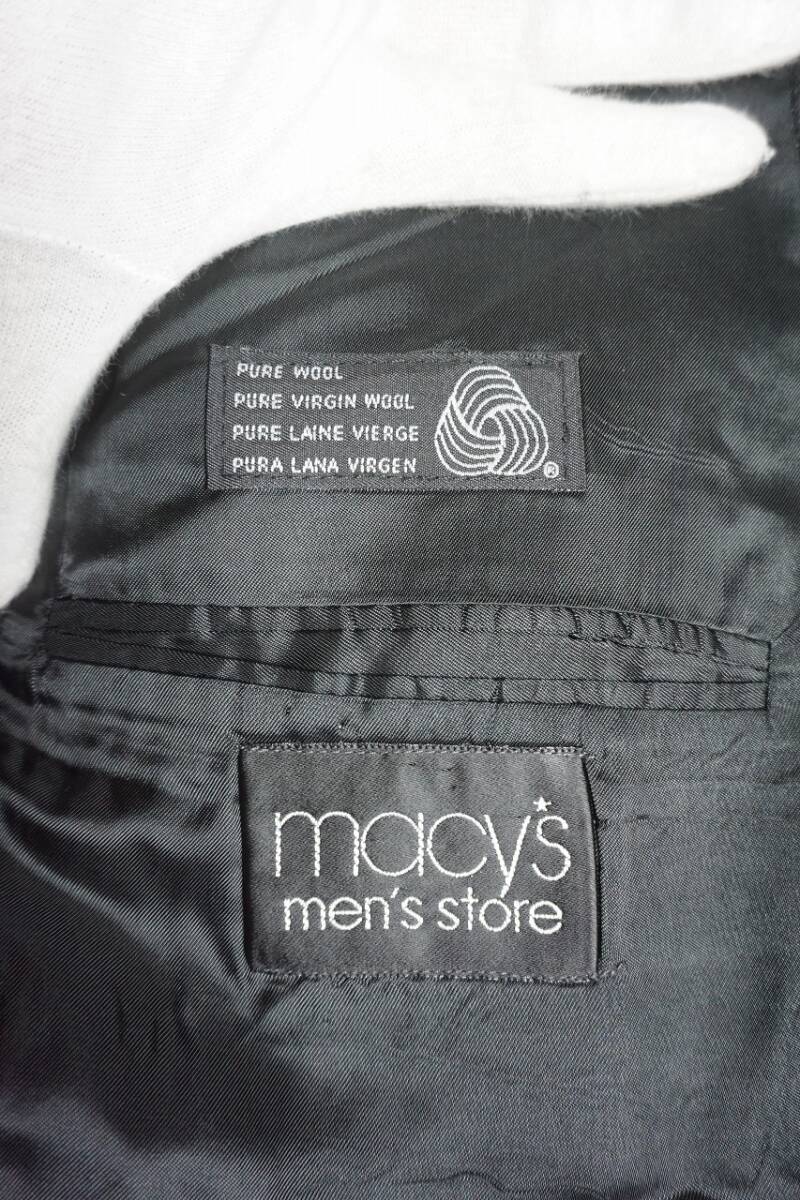 PURE WOOL
PURE VIRGIN WOOL
PURE LAINE VIERGE
PURA LANA VIRGEN
®
macy's
men's store